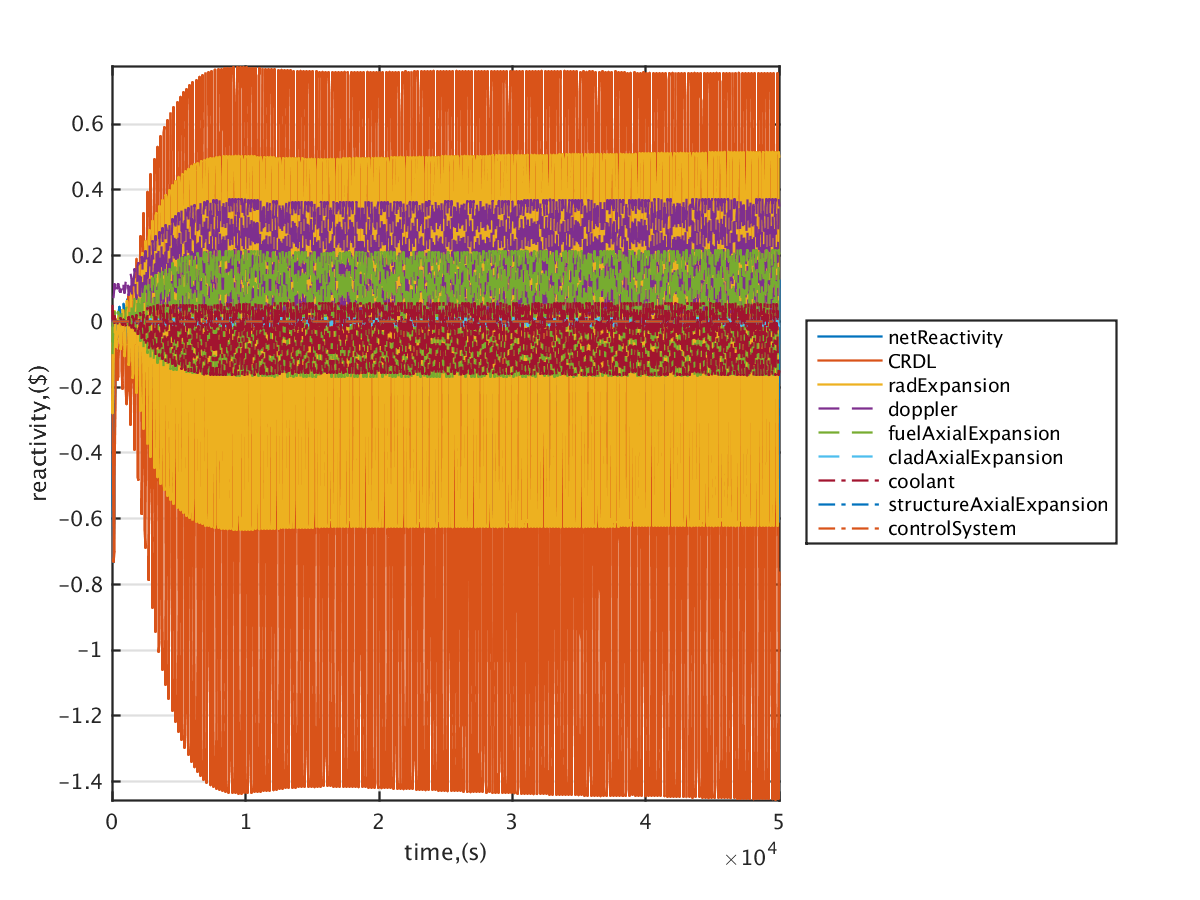 0.6
0.4
0.2
0
-0.2
-0.4
-0.6
-0.8
-1
-1.2
-1.4
reactivity,($)
0 1 2 3 4 5
time,(s)
×10^4
netReactivity
CRDL
radExpansion
doppler
fuelAxialExpansion
cladAxialExpansion
coolant
structureAxialExpansion
controlSystem